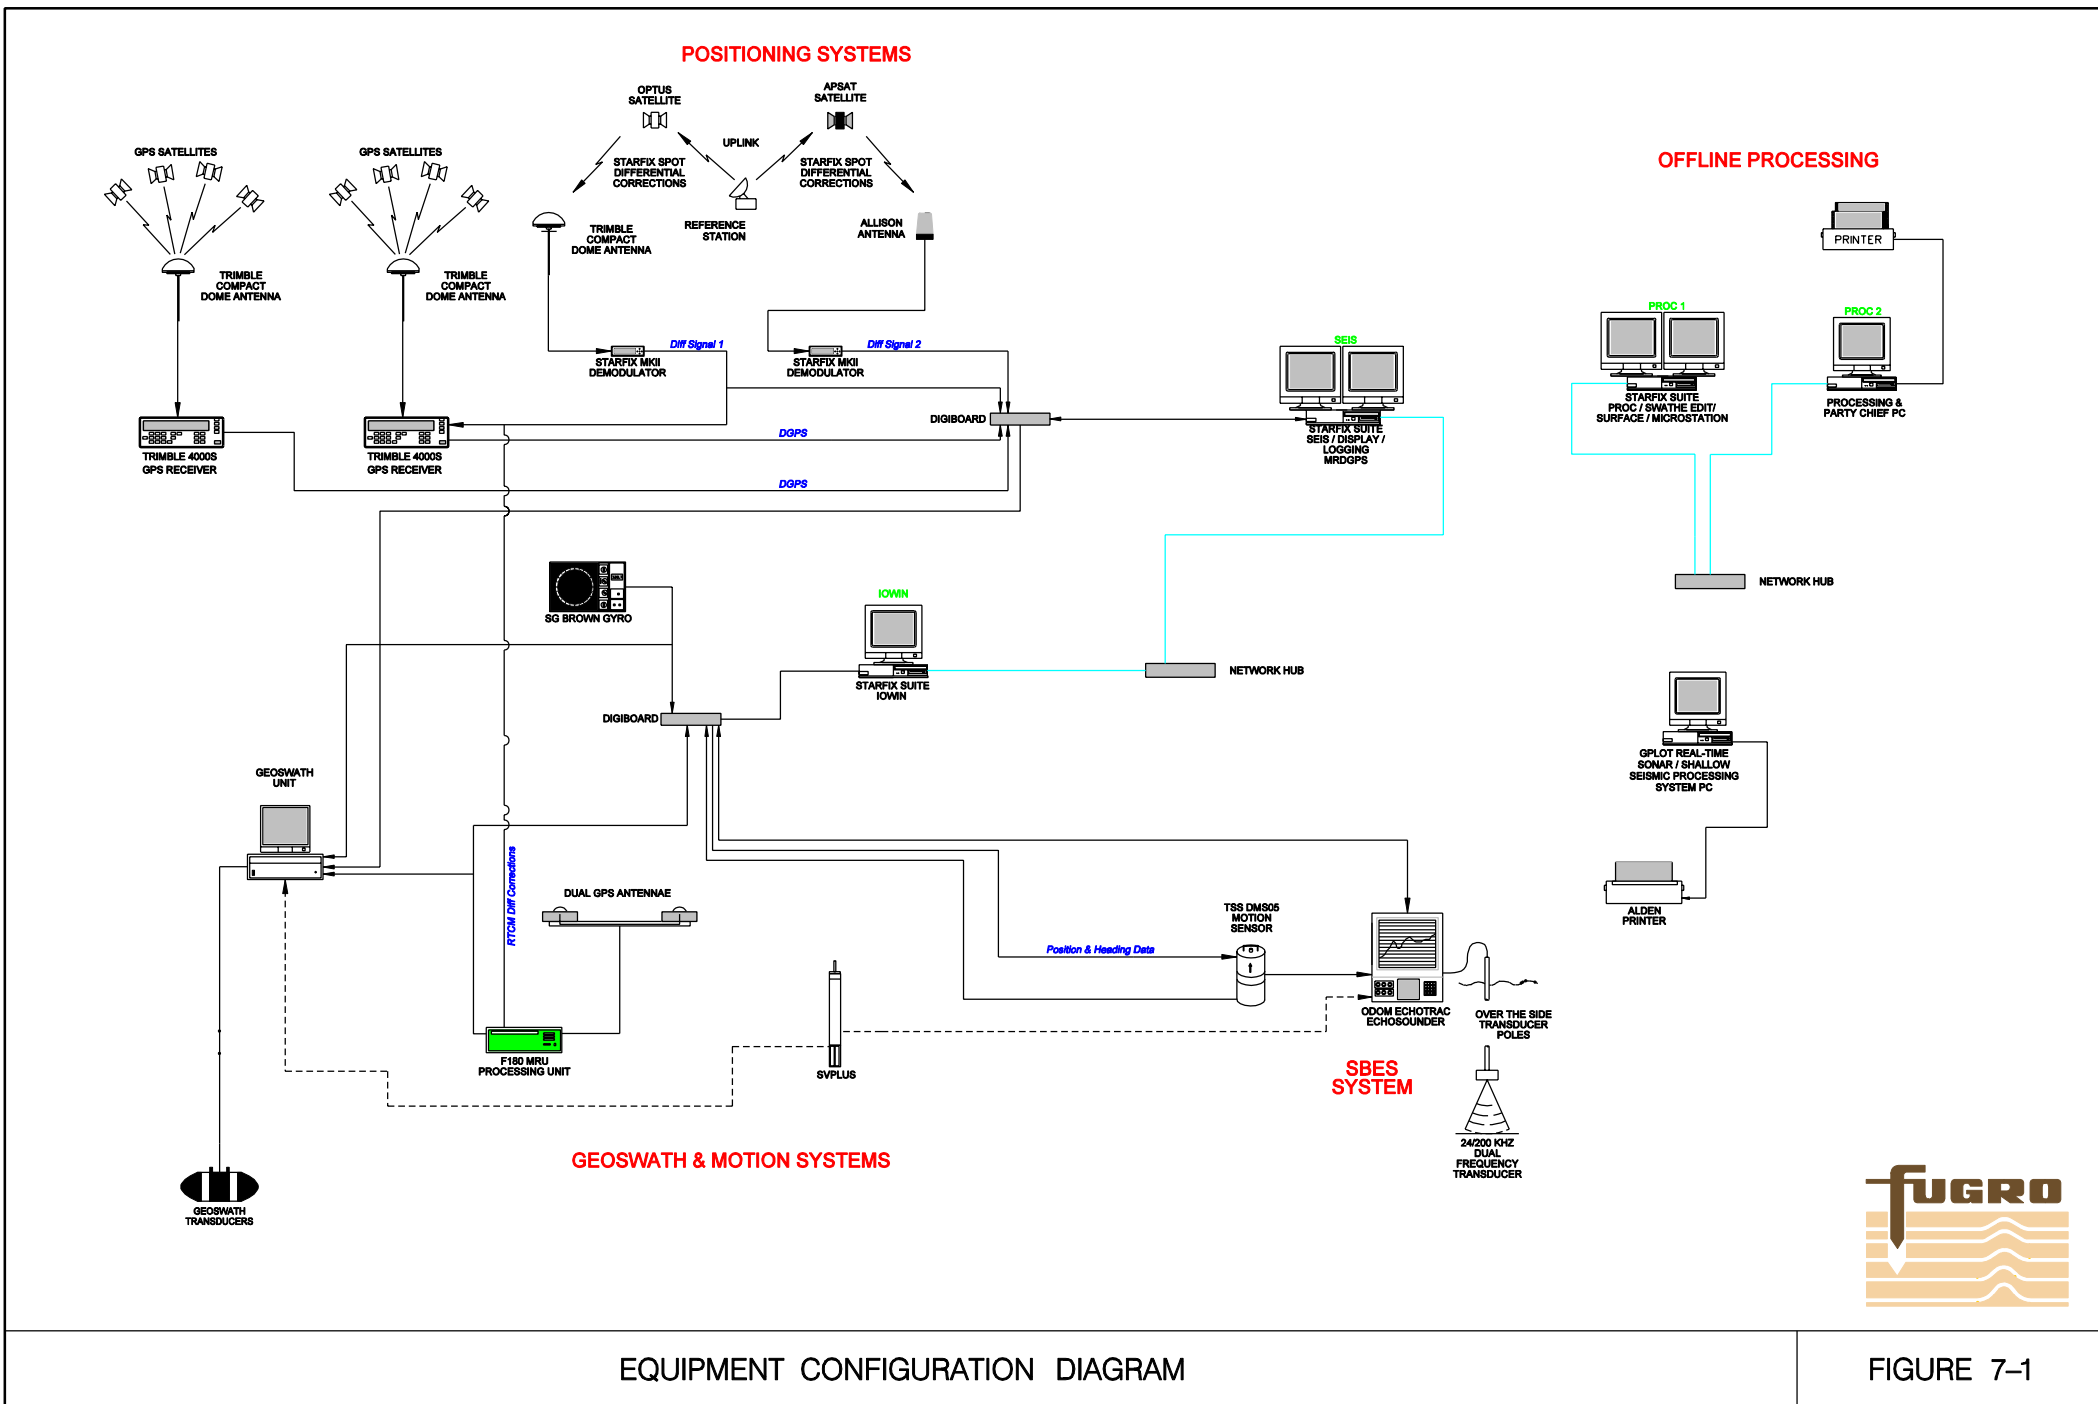 POSITIONING SYSTEMS
OPTUS
SATELLITE
APSAT
SATELLITE
UPLINK
GPS SATELLITES
GPS SATELLITES
STARFIX SPOT
DIFFERENTIAL
CORRECTIONS
STARFIX SPOT
DIFFERENTIAL
CORRECTIONS
OFFLINE PROCESSING
TRIMBLE
COMPACT
DOME ANTENNA
REFERENCE
STATION
ALLISON
ANTENNA
PRINTER
TRIMBLE
COMPACT
DOME ANTENNA
TRIMBLE
COMPACT
DOME ANTENNA
PROC 1
PROC 2
Diff Signal 1
Diff Signal 2
SEIS
STARFIX MKII
DEMODULATOR
STARFIX MKII
DEMODULATOR
STARFIX SUITE
PROC / SWATHE EDIT/
SURFACE / MICROSTATION
PROCESSING &
PARTY CHIEF PC
DIGIBOARD
DGPS
STARFIX SUITE
SEIS / DISPLAY /
LOGGING
MRDGPS
TRIMBLE 4000S
GPS RECEIVER
TRIMBLE 4000S
GPS RECEIVER
DGPS
NETWORK HUB
SG BROWN GYRO
IOWIN
STARFIX SUITE
IOWIN
NETWORK HUB
DIGIBOARD
GPLOT REAL-TIME
SONAR / SHALLOW
SEISMIC PROCESSING
SYSTEM PC
GEOSWATH
UNIT
RTCM Diff Corrections
DUAL GPS ANTENNAE
TSS DMS05
MOTION
SENSOR
ALDEN
PRINTER
Position & Heading Data
ODOM ECHOTRAC
ECHOSOUNDER
OVER THE SIDE
TRANSDUCER
POLES
F180 MRU
PROCESSING UNIT
SVPLUS
SBES
SYSTEM
24/200 KHZ
DUAL
FREQUENCY
TRANSDUCER
GEOSWATH & MOTION SYSTEMS
GEOSWATH
TRANSDUCERS
fUGRO
EQUIPMENT CONFIGURATION DIAGRAM
FIGURE 7–1